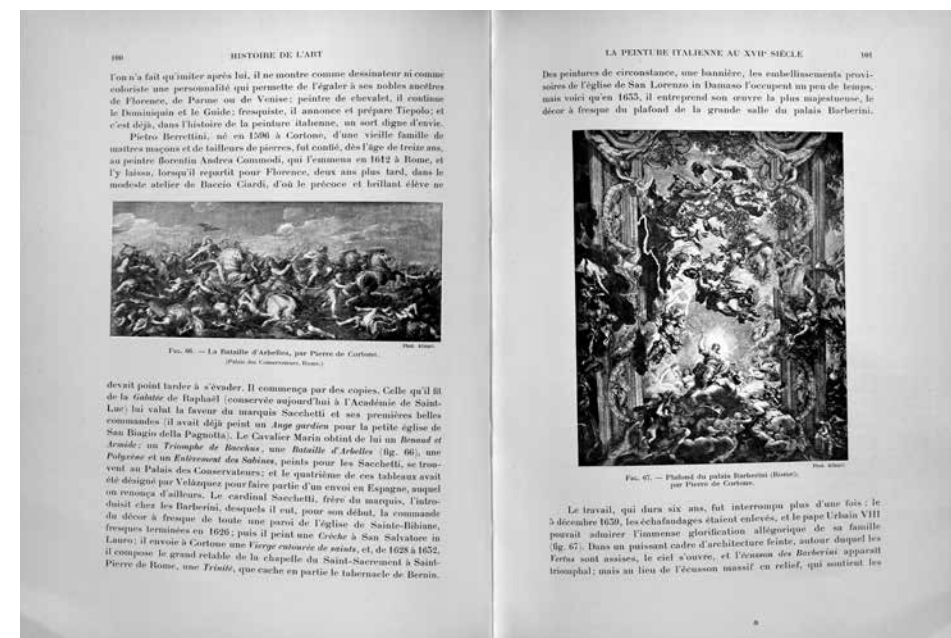 100
HISTOIRE DE L'ART
l'on n'a fait qu'imiter après lui, il ne montre comme dessinateur ni comme
coloriste une personnalité qui permette de l'égaler à ses nobles ancêtres
de Florence, de Parme ou de Venise; peintre de chevalet, il continue
le Dominiquin et le Guide; fresquiste, il annonce et prépare Tiepolo; et
c'est déjà, dans l'histoire de la peinture italienne, un sort digne d'envie.
Pietro Berrettini, né en 1596 à Cortone, d'une vieille famille de
maîtres maçons et de tailleurs de pierres, fut confié, dès l'âge de treize ans,
au peintre florentin Andrea Commodi, qui l'emmena en 1612 à Rome, et
l'y laissa, lorsqu'il repartit pour Florence, deux ans plus tard, dans le
modeste atelier de Baccio Ciardi, d'où le précoce et brillant élève ne
Phot. Alinari.
FIG. 66. — La Bataille d'Arbelles, par Pierre de Cortone.
(Palais des Conservateurs, Rome.)
devait point tarder à s'évader. Il commença par des copies. Celle qu'il fit
de la Galatée de Raphaël (conservée aujourd'hui à l'Académie de Saint-
Luc) lui valut la faveur du marquis Sacchetti et ses premières belles
commandes (il avait déjà peint un Ange gardien pour la petite église de
San Biagio della Pagnotta). Le Cavalier Marin obtint de lui un Renaud et
Armide; un Triomphe de Bacchus, une Bataille d'Arbelles (fig. 66), une
Polyxène et un Enlèvement des Sabines, peints pour les Sacchetti, se trou-
vent au Palais des Conservateurs; et le quatrième de ces tableaux avait
été désigné par Velázquez pour faire partie d'un envoi en Espagne, auquel
on renonça d'ailleurs. Le cardinal Sacchetti, frère du marquis, l'intro-
duisit chez les Barberini, desquels il eut, pour son début, la commande
du décor à fresque de toute une paroi de l'église de Sainte-Bibiane,
fresques terminées en 1626; puis il peint une Crèche à San Salvatore in
Lauro; il envoie à Cortone une Vierge entourée de saints, et, de 1628 à 1632,
il compose le grand retable de la chapelle du Saint-Sacrement à Saint-
Pierre de Rome, une Trinité, que cache en partie le tabernacle de Bernin.
LA PEINTURE ITALIENNE AU XVIIe SIÈCLE
101
Des peintures de circonstance, une bannière, les embellissements provi-
soires de l'église de San Lorenzo in Damaso l'occupent un peu de temps,
mais voici qu'en 1633, il entreprend son œuvre la plus majestueuse, le
décor à fresque du plafond de la grande salle du palais Barberini.
Phot. Alinari.
FIG. 67. — Plafond du palais Barberini (Rome),
par Pierre de Cortone.
Le travail, qui dura six ans, fut interrompu plus d'une fois; le
5 décembre 1639, les échafaudages étaient enlevés, et le pape Urbain VIII
pouvait admirer l'immense glorification allégorique de sa famille
(fig. 67). Dans un puissant cadre d'architecture feinte, autour duquel les
Vertus sont assises, le ciel s'ouvre, et l'écusson des Barberini apparaît
triomphal; mais au lieu de l'écusson massif en relief, qui soutient les